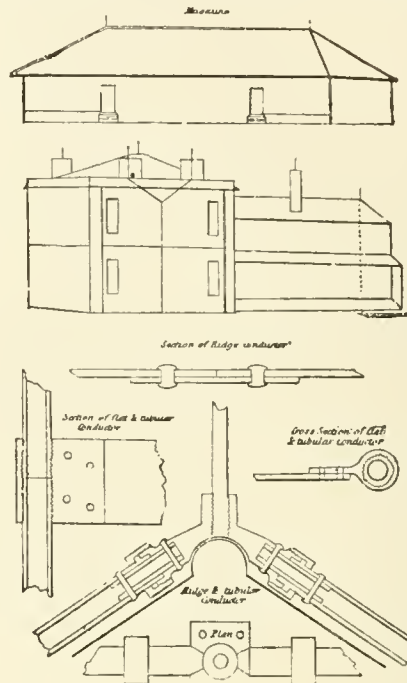 Magazine
Section of Ridge conductor
Section of flat & tubular
Conductor
Cross Section of flat
& tubular conductor
Ridge & tubular
Conductor
Plan